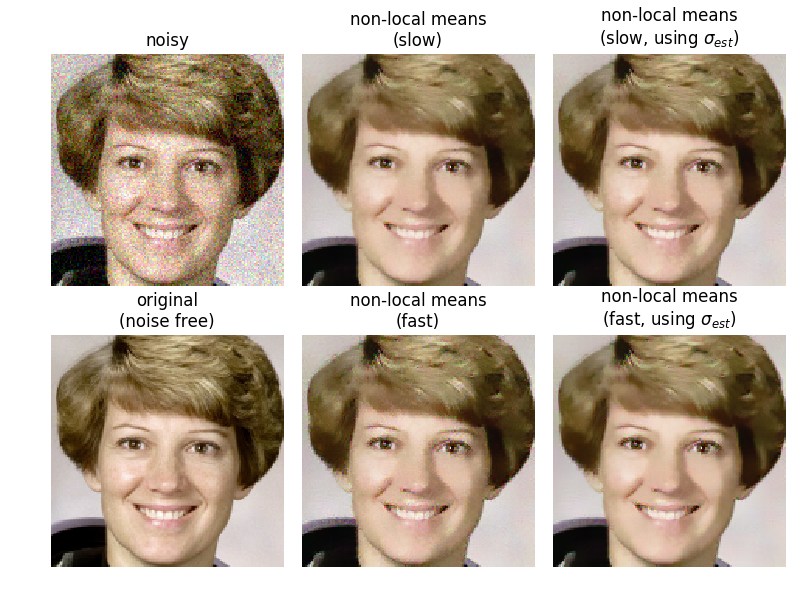 noisy
non-local means
(slow)
non-local means
(slow, using σest)
original
(noise free)
non-local means
(fast)
non-local means
(fast, using σest)